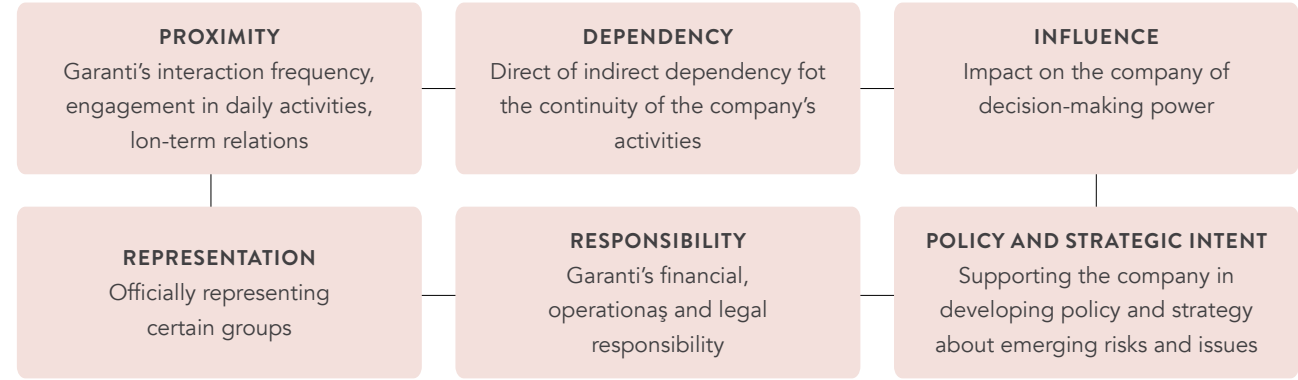 PROXIMITY
Garanti's interaction frequency,
engagement in daily activities,
lon-term relations
DEPENDENCY
Direct of indirect dependency fot
the continuity of the company's
activities
INFLUENCE
Impact on the company of
decision-making power
REPRESENTATION
Officially representing
certain groups
RESPONSIBILITY
Garanti's financial,
operationaş and legal
responsibility
POLICY AND STRATEGIC INTENT
Supporting the company in
developing policy and strategy
about emerging risks and issues